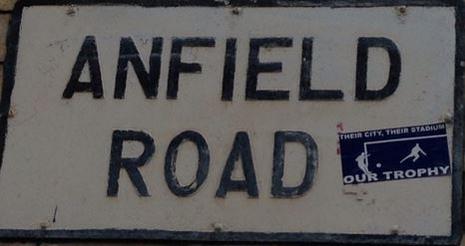 ANFIELD
ROAD
THEIR CITY, THEIR STADIUM
OUR TROPHY